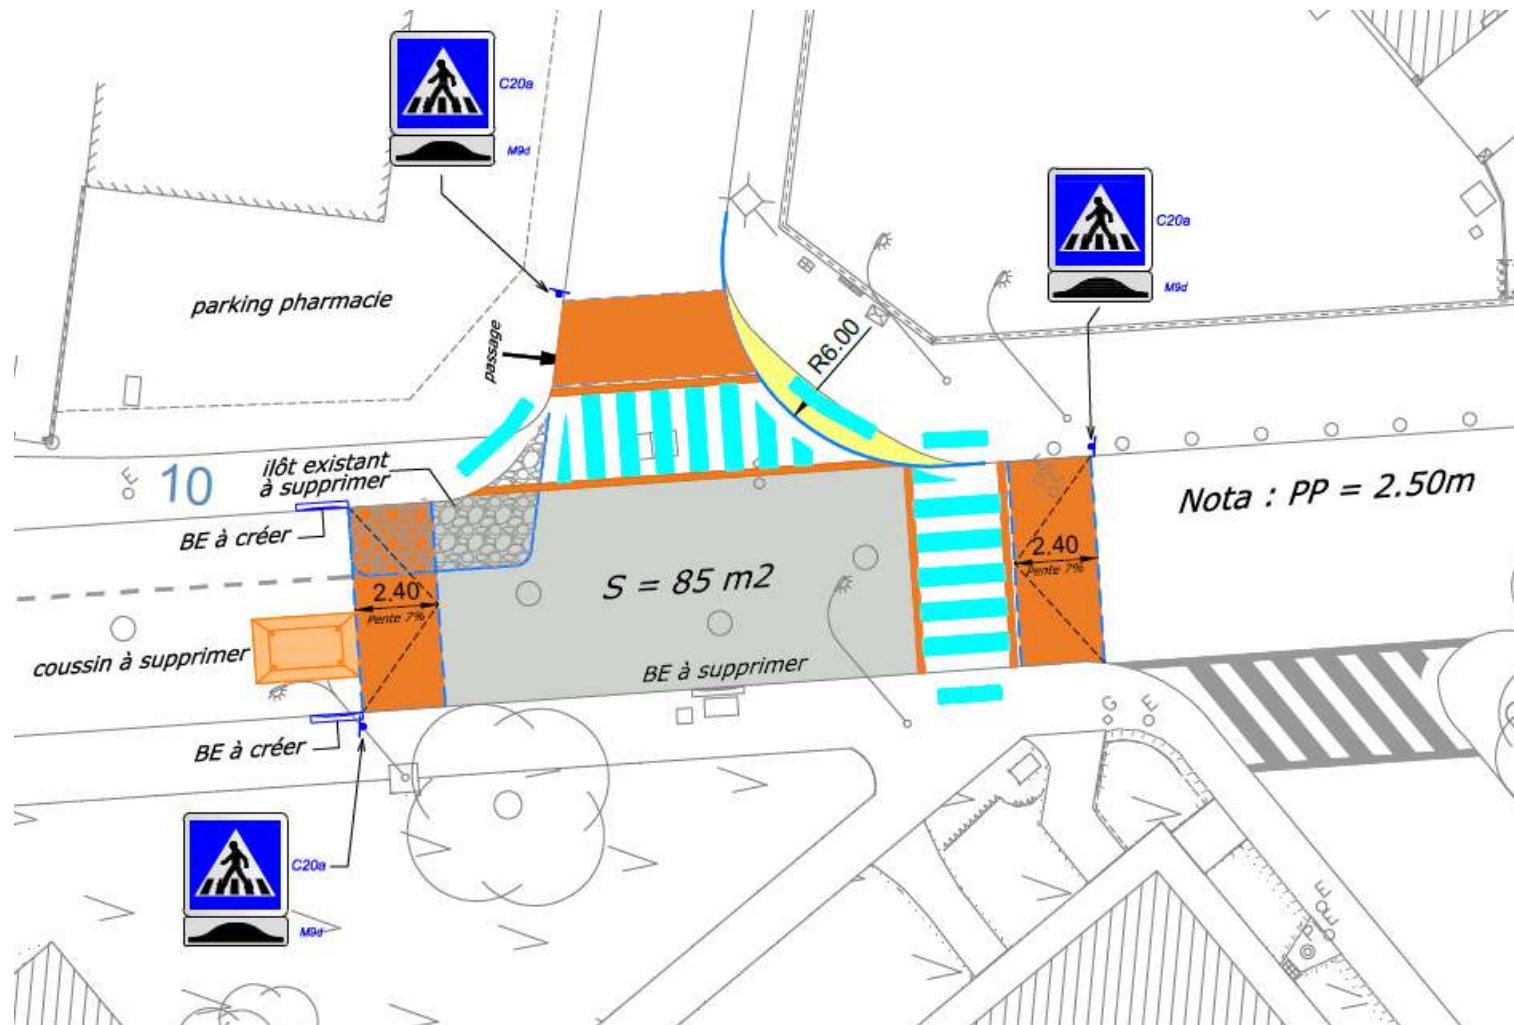 C20a
M9d
C20a
M9d
parking pharmacie
passage
R6.00
E
10
ilôt existant
à supprimer
Nota : PP = 2.50m
BE à créer
2.40
Pente 7%
2.40
Pente 7%
S = 85 m2
coussin à supprimer
BE à supprimer
G
E
BE à créer
C20a
M9d